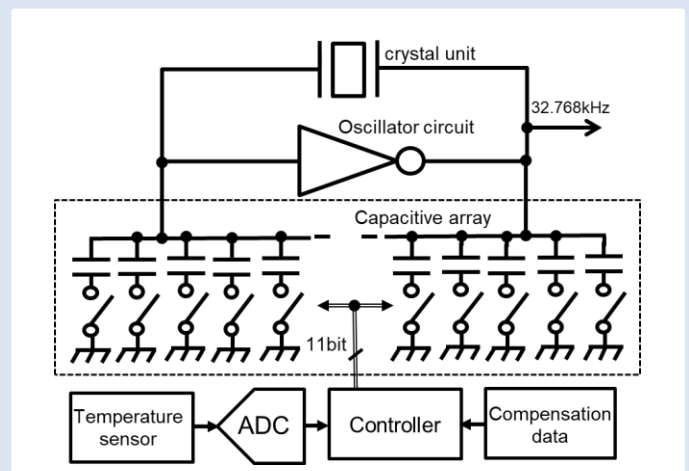 crystal unit
32.768kHz
Oscillator circuit
Capacitive array
11bit
Temperature
sensor
ADC
Controller
Compensation
data